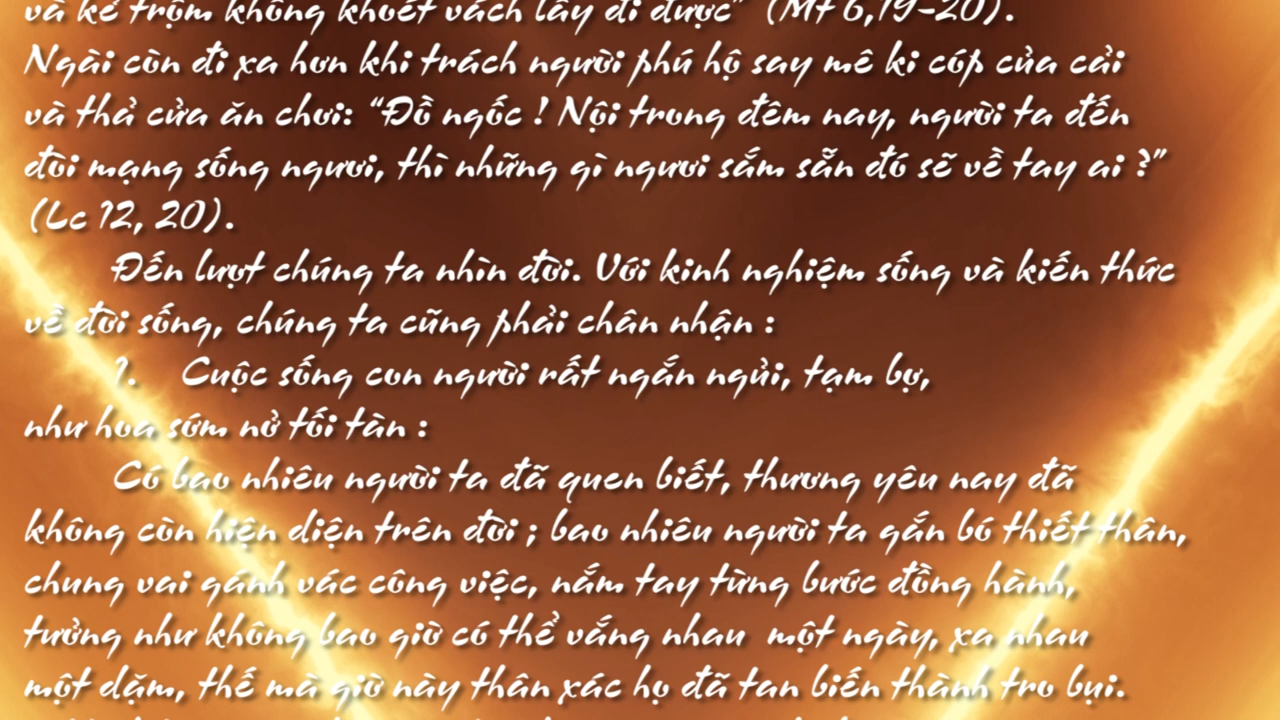 và kẻ trộm không khoét vách lấy đi được” (Mt 6,19-20).
Ngài còn đi xa hơn khi trách người phú hộ say mê ki cóp của cải
và thả cửa ăn chơi: “Đồ ngốc ! Nội trong đêm nay, người ta đến
đòi mạng sống ngươi, thì những gì ngươi sắm sẵn đó sẽ về tay ai ?”
(Lc 12, 20).
Đến lượt chúng ta nhìn đời. Với kinh nghiệm sống và kiến thức
về đời sống, chúng ta cũng phải chân nhận :
1. Cuộc sống con người rất ngắn ngủi, tạm bợ,
như hoa sớm nở tối tàn :
Có bao nhiêu người ta đã quen biết, thương yêu nay đã
không còn hiện diện trên đời ; bao nhiêu người ta gắn bó thiết thân,
chung vai gánh vác công việc, nắm tay từng bước đồng hành,
tưởng như không bao giờ có thể vắng nhau một ngày, xa nhau
một dặm, thế mà giờ này thân xác họ đã tan biến thành tro bụi.